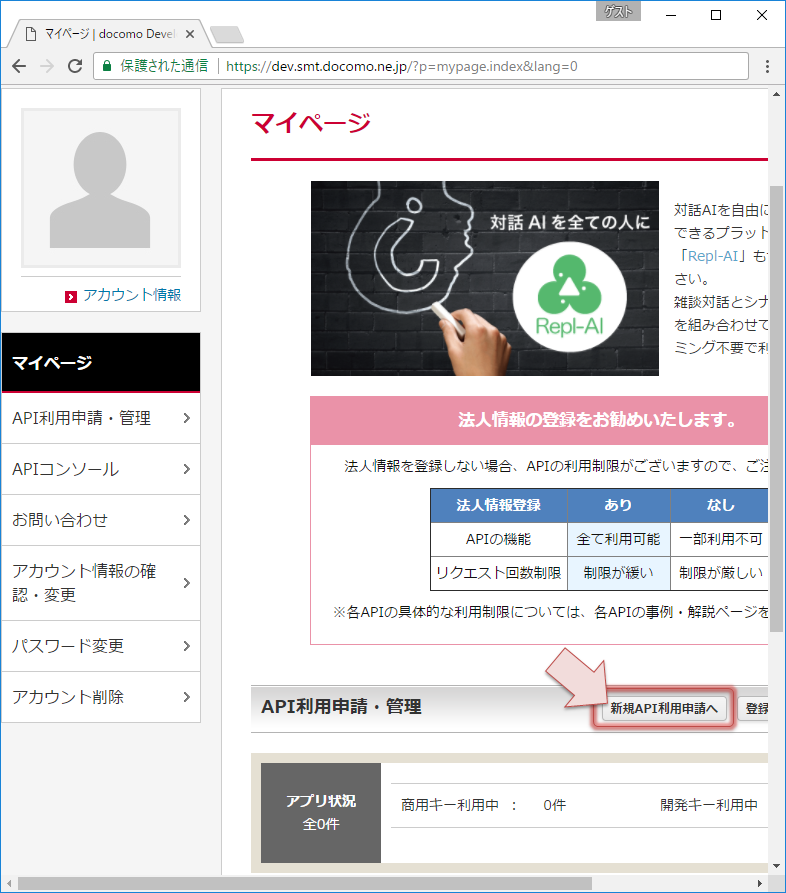 ゲスト
マイページ | docomo Devel
保護された通信
https://dev.smt.docomo.ne.jp/?p=mypage.index&lang=0
アカウント情報
マイページ
API利用申請・管理
APIコンソール
お問い合わせ
アカウント情報の確
認・変更
パスワード変更
アカウント削除
マイページ
対話 AI を全ての人に
Repl-AI
対話AIを自由に
できるプラット
「Repl-AI」も
さい。
雑談対話とシナ
を組み合わせて
ミング不要で利
法人情報の登録をお勧めいたします。
法人情報を登録しない場合、APIの利用制限がございますので、ご注
法人情報登録 あり なし
APIの機能 全て利用可能 一部利用不可
リクエスト回数制限 制限が緩い 制限が厳しい
※各APIの具体的な利用制限については、各APIの事例・解説ページを
API利用申請・管理
新規API利用申請へ
登録
アプリ状況
全0件
商用キー利用中 : 0件 開発キー利用中